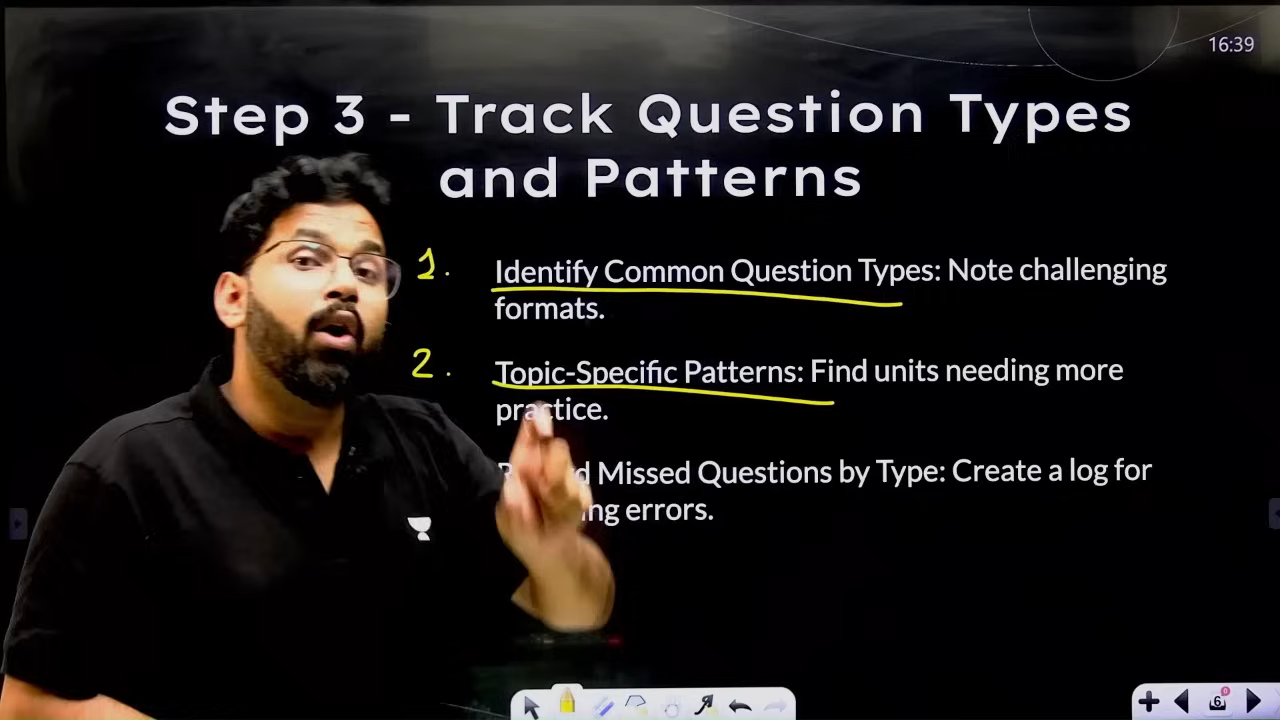 16:39
Step 3 - Track Question Types
and Patterns
1. Identify Common Question Types: Note challenging
formats.
2. Topic-Specific Patterns: Find units needing more
practice.
Missed Questions by Type: Create a log for
errors.
6